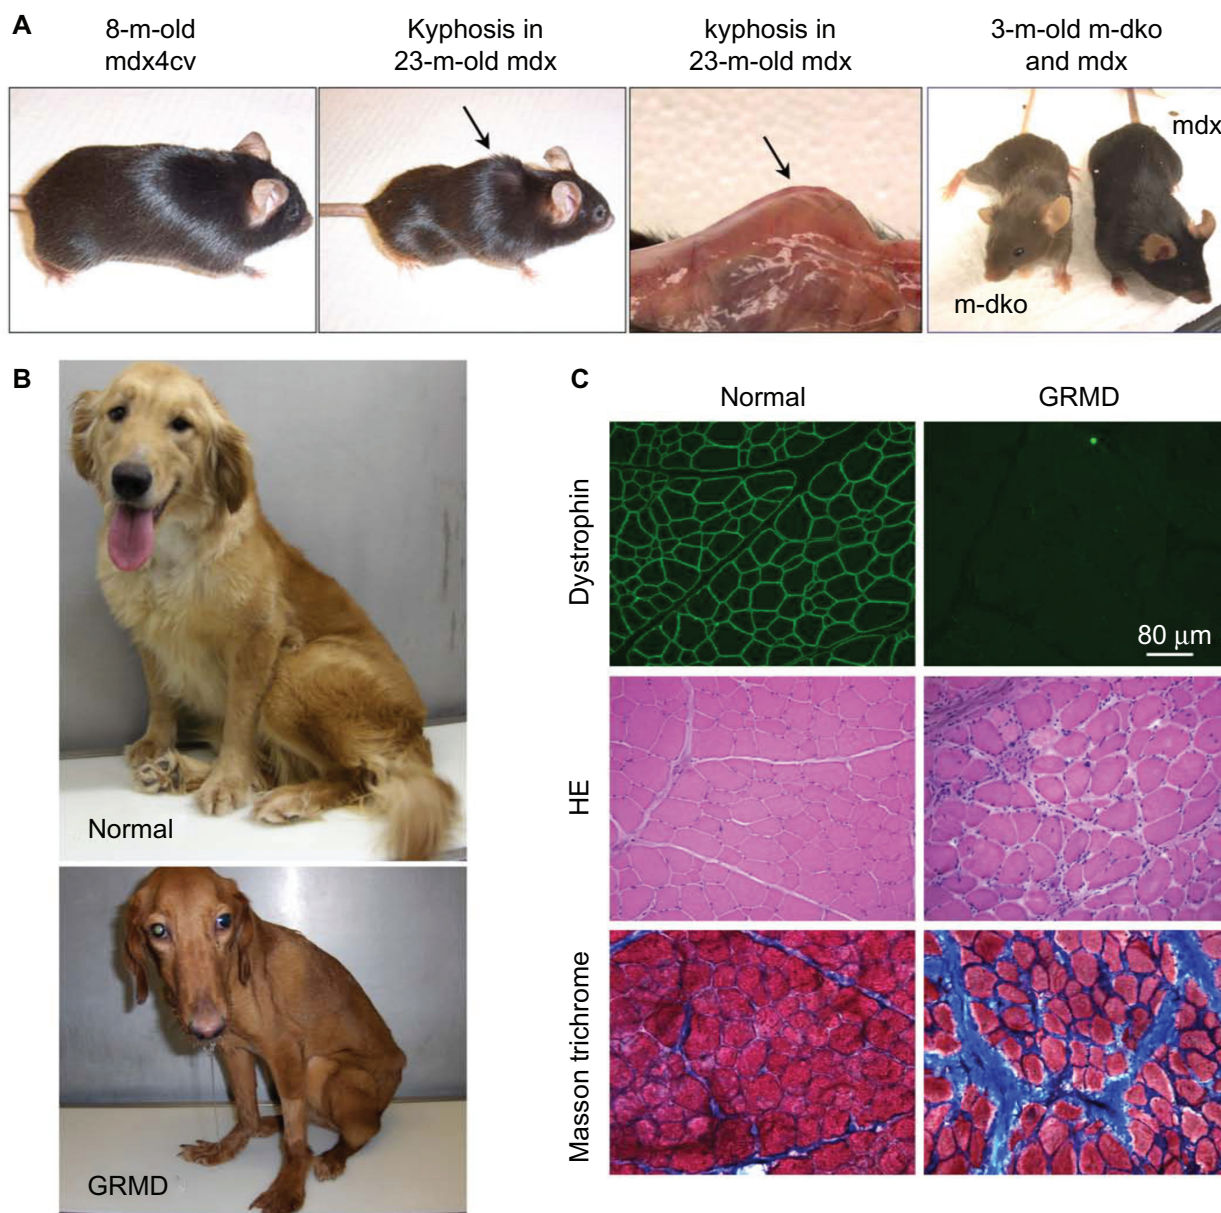 A
8-m-old
mdx4cv
Kyphosis in
23-m-old mdx
kyphosis in
23-m-old mdx
3-m-old m-dko
and mdx
mdx
m-dko
B
Normal
GRMD
C
Normal
GRMD
Dystrophin
80 μm
HE
Masson trichrome